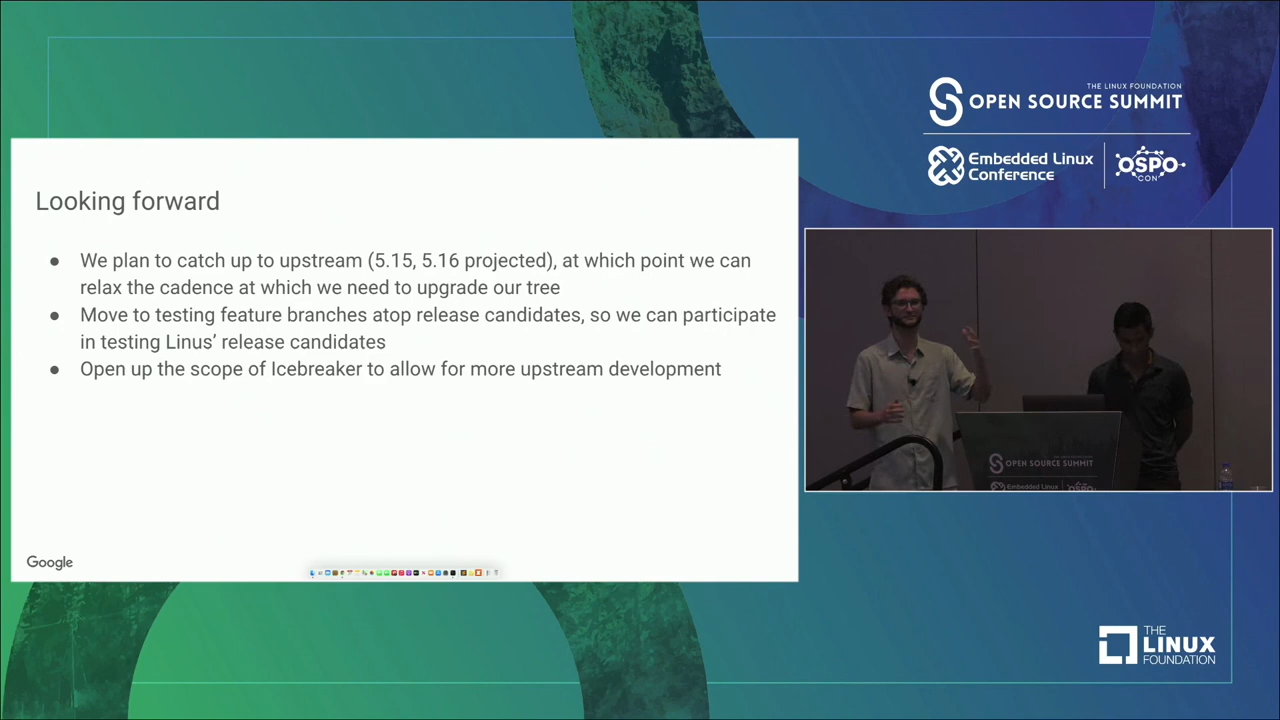 THE LINUX FOUNDATION
OPEN SOURCE SUMMIT
Embedded Linux
Conference
OSPO
CON
Looking forward
● We plan to catch up to upstream (5.15, 5.16 projected), at which point we can
relax the cadence at which we need to upgrade our tree
● Move to testing feature branches atop release candidates, so we can participate
in testing Linus’ release candidates
● Open up the scope of Icebreaker to allow for more upstream development
Google
OPEN SOURCE SUMMIT
Embedded Linux
OSPO
THE
LINUX
FOUNDATION